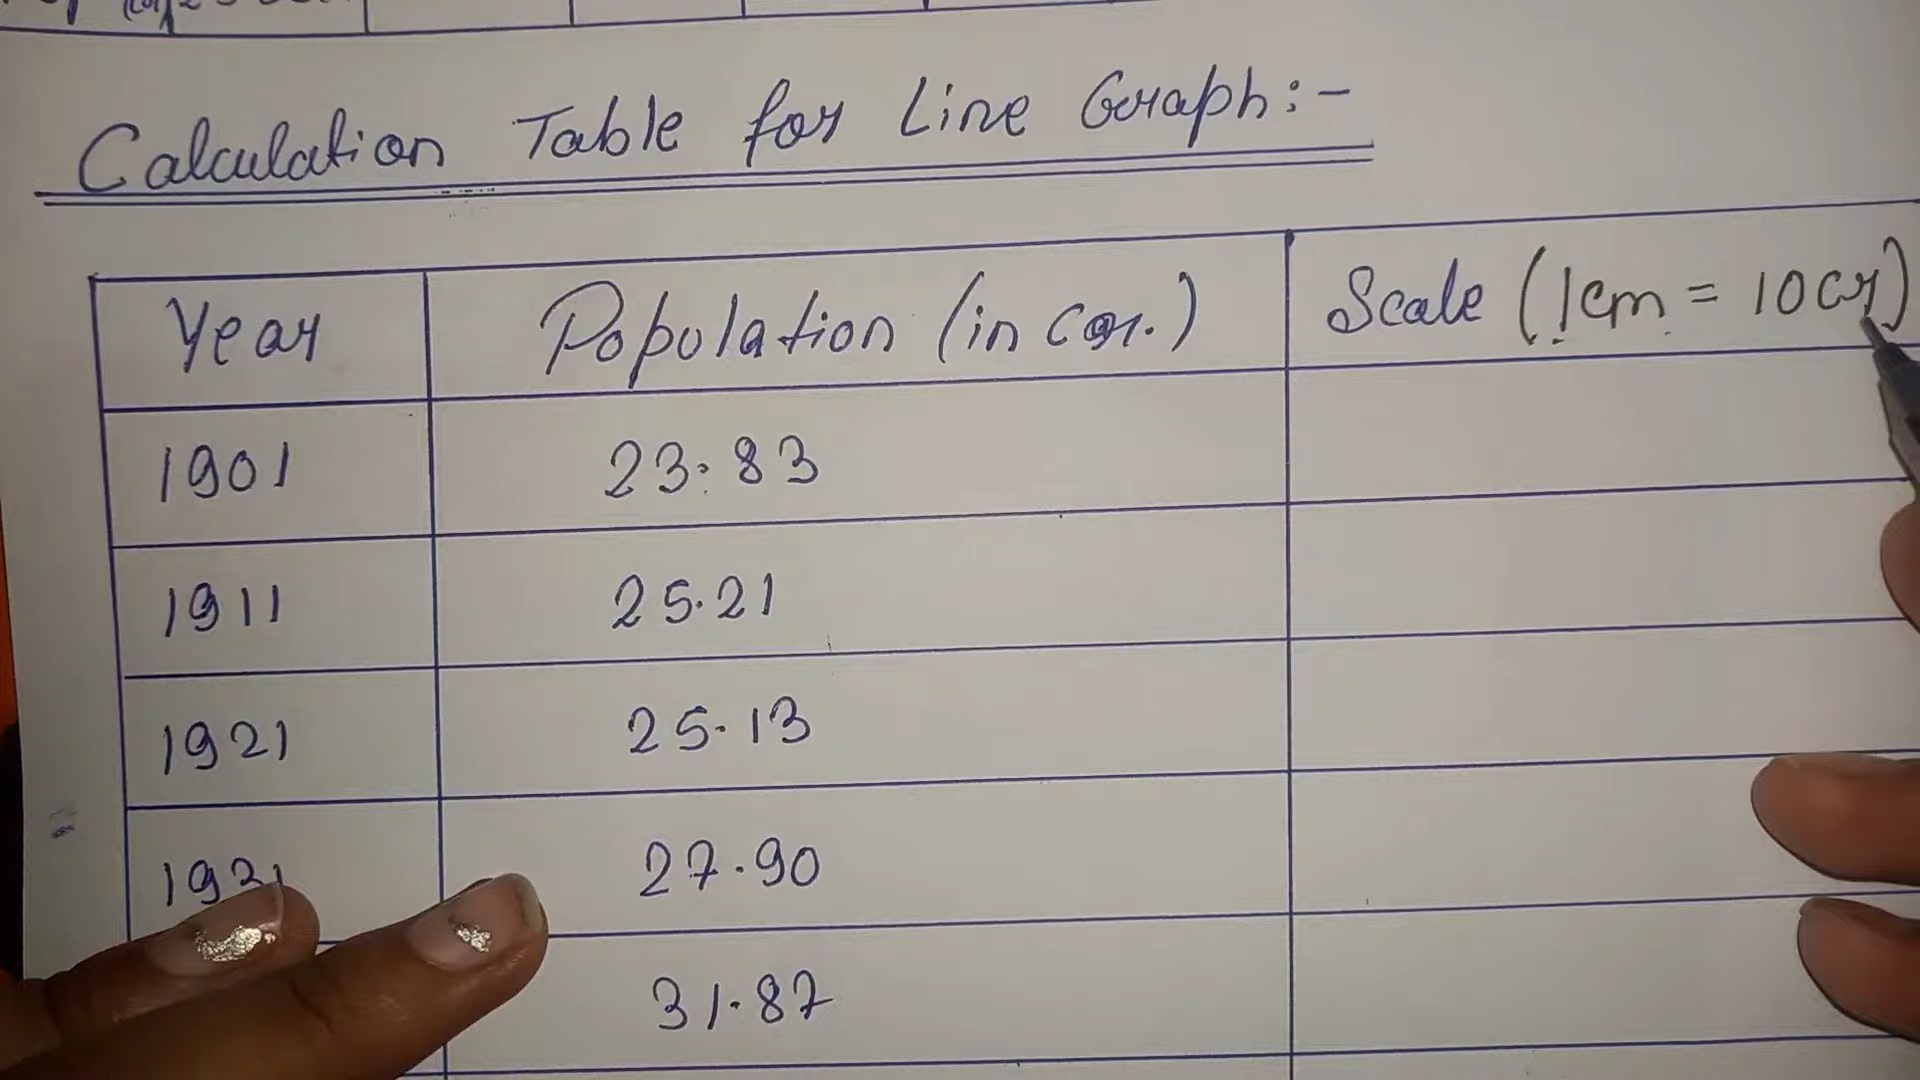 Calculation Table for Line Graph:-
Year Population (in cr.) Scale (1cm = 10cr)
1901 23.83
1911 25.21
1921 25.13
1931 27.90
31.87